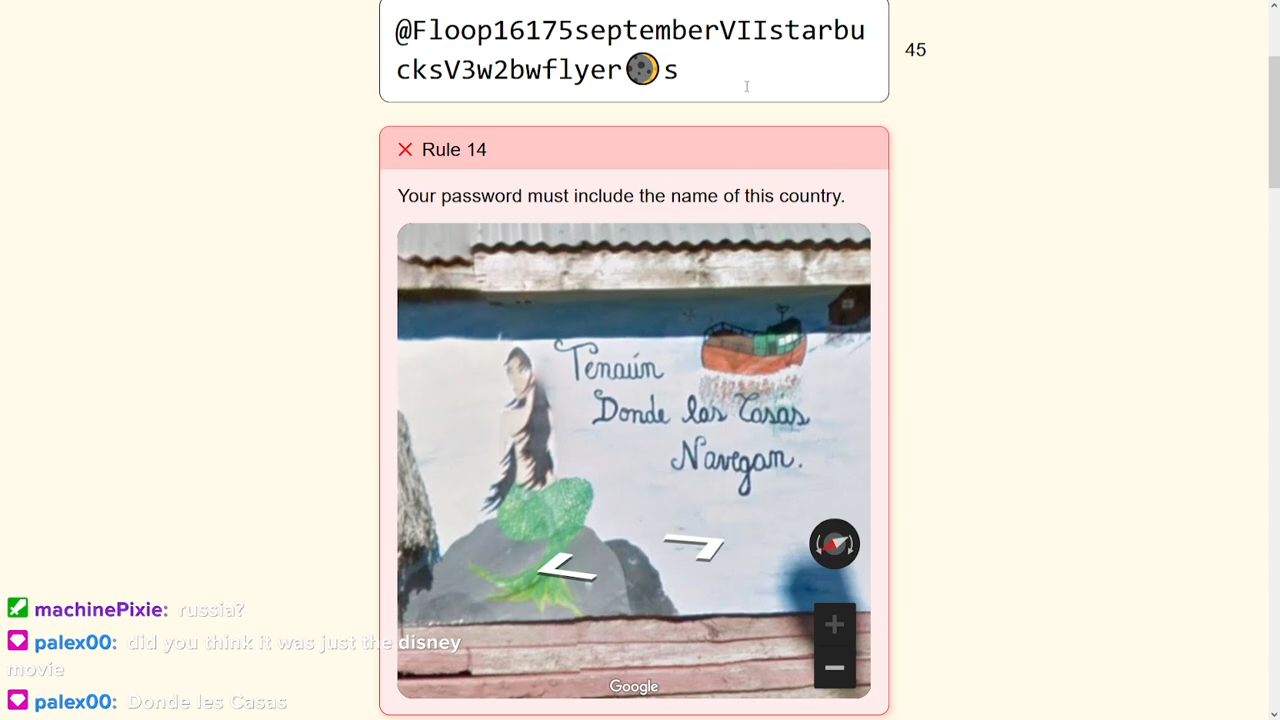 @Floop16175septemberVIIstarbu
cksV3w2bwflyer🌒s
45
Rule 14
Your password must include the name of this country.
Tenaún
Donde las Casas
Navegan.
Google
machinePixie: russia?
palex00: did you think it was just the disney
movie
palex00: Donde les Casas